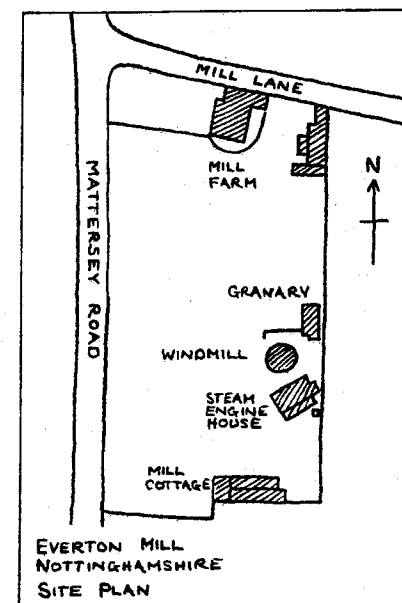 MILL LANE
MILL
FARM
MATTERSEY ROAD
N
GRANARY
WINDMILL
STEAM
ENGINE
HOUSE
MILL
COTTAGE
EVERTON MILL
NOTTINGHAMSHIRE
SITE PLAN